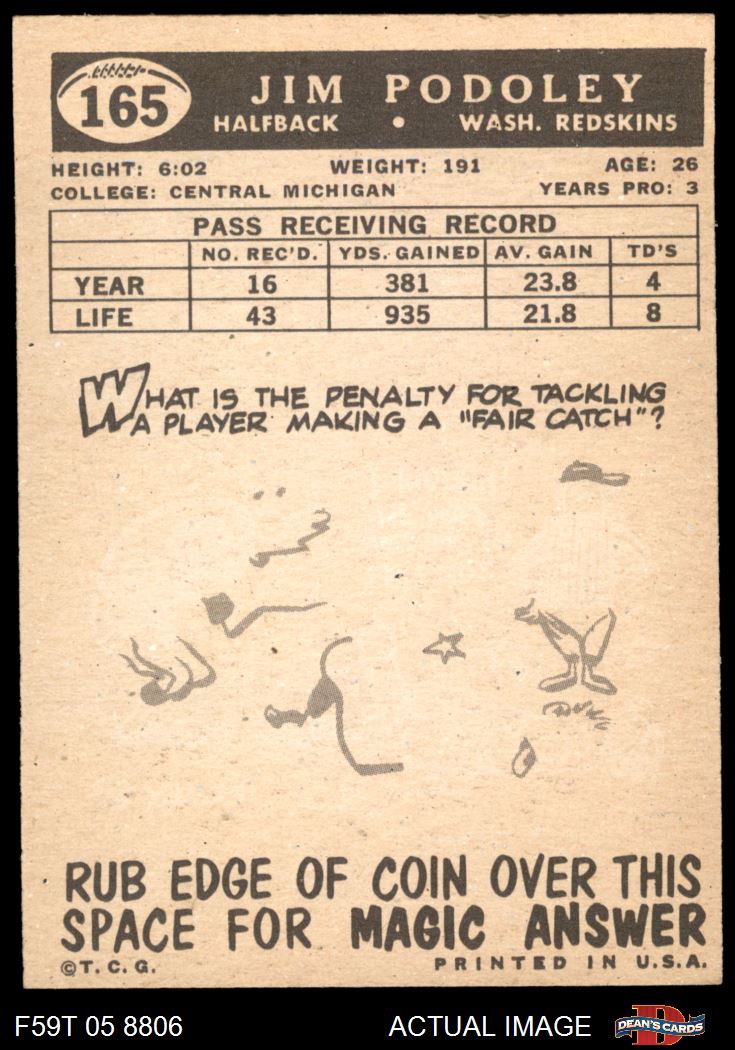 165
JIM PODOLEY
HALFBACK • WASH. REDSKINS
HEIGHT: 6:02 WEIGHT: 191 AGE: 26
COLLEGE: CENTRAL MICHIGAN YEARS PRO: 3
PASS RECEIVING RECORD
NO. REC'D. YDS. GAINED AV. GAIN TD'S
YEAR 16 381 23.8 4
LIFE 43 935 21.8 8
WHAT IS THE PENALTY FOR TACKLING
A PLAYER MAKING A "FAIR CATCH"?
RUB EDGE OF COIN OVER THIS
SPACE FOR MAGIC ANSWER
©T.C.G. PRINTED IN U.S.A.
F59T 05 8806 ACTUAL IMAGE DEAN'S CARDS